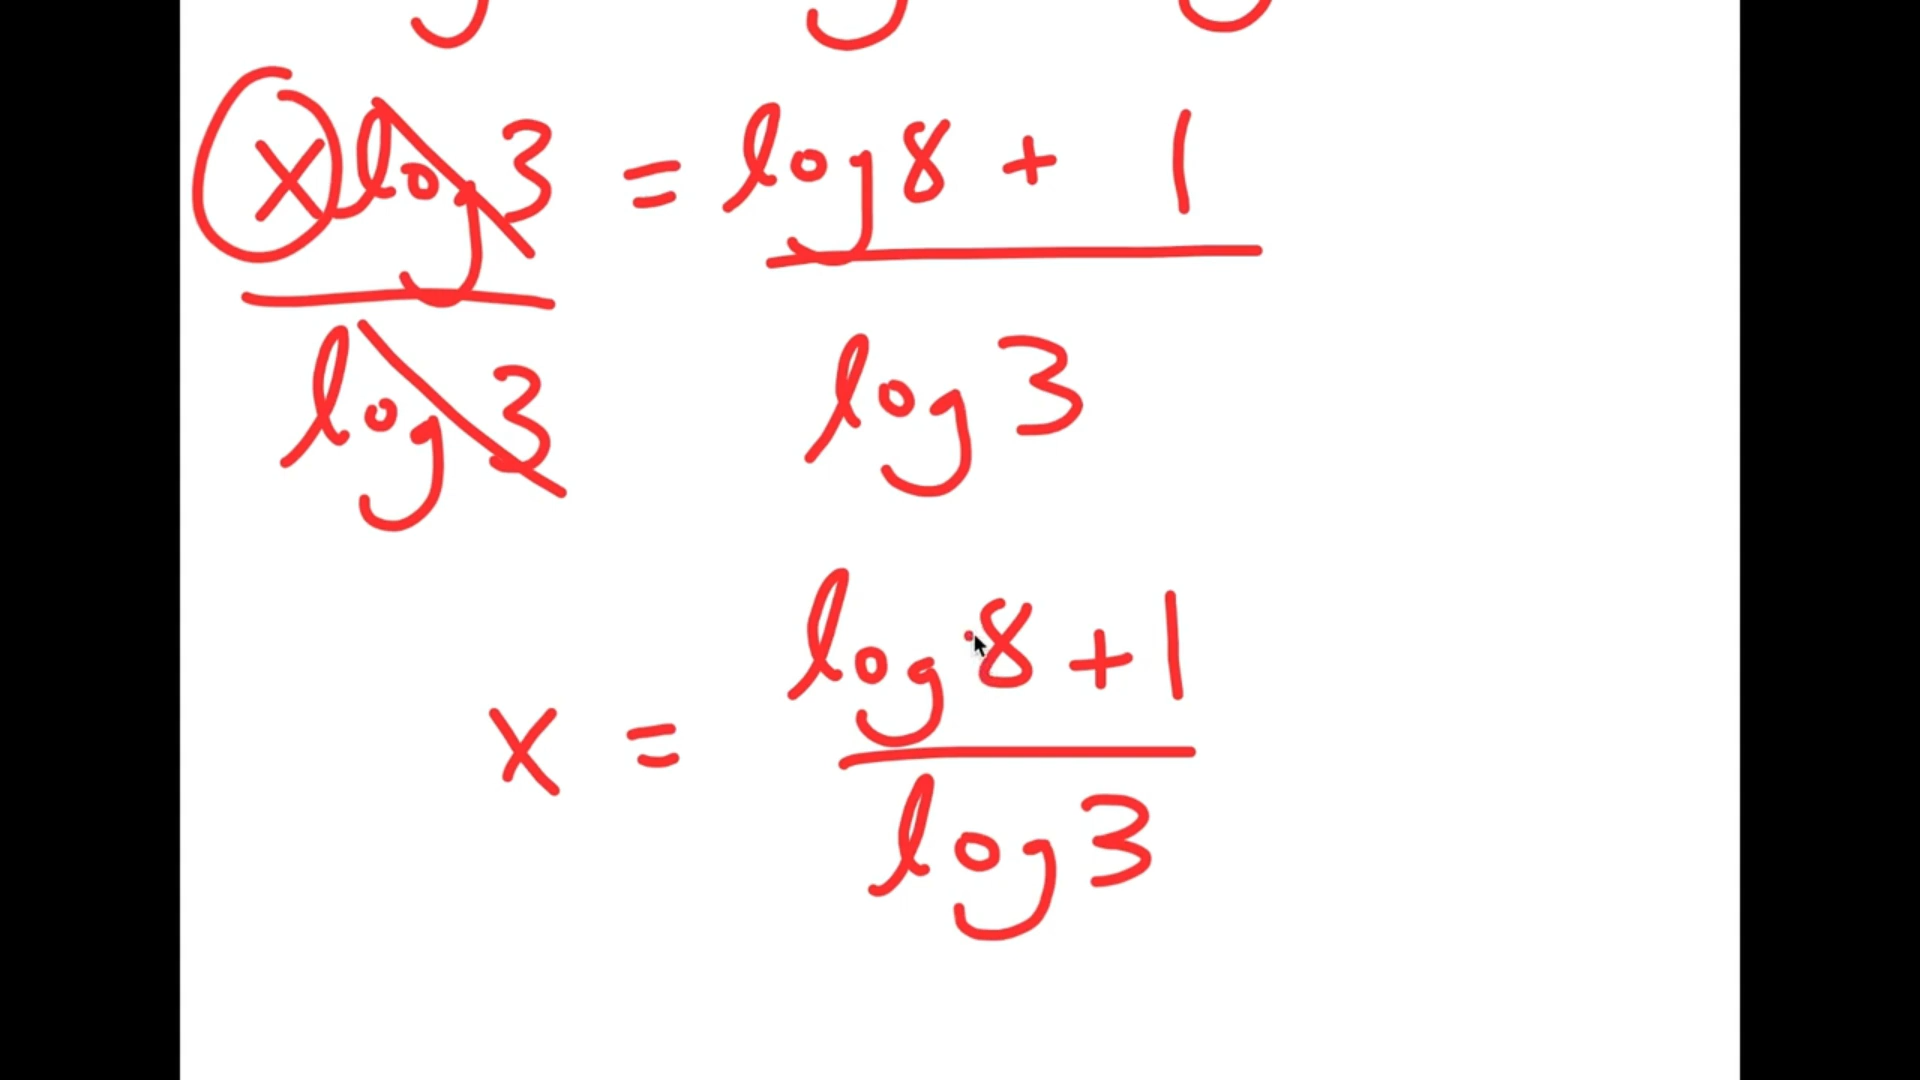 x log 3 = log 8 + 1
log 3 log 3
x = log 8 + 1
log 3